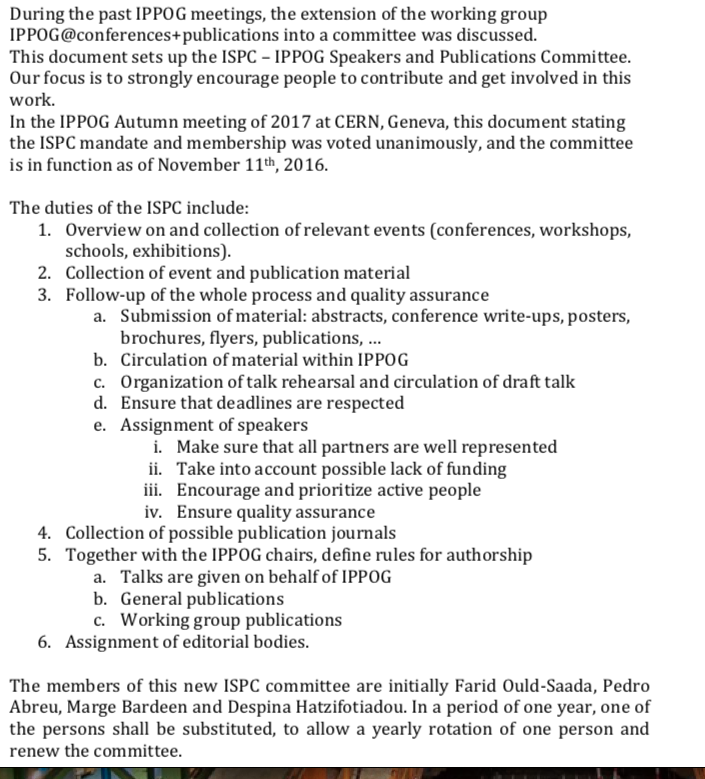 During the past IPPOG meetings, the extension of the working group
IPPOG@conferences+publications into a committee was discussed.
This document sets up the ISPC – IPPOG Speakers and Publications Committee.
Our focus is to strongly encourage people to contribute and get involved in this
work.
In the IPPOG Autumn meeting of 2017 at CERN, Geneva, this document stating
the ISPC mandate and membership was voted unanimously, and the committee
is in function as of November 11th, 2016.
The duties of the ISPC include:
1. Overview on and collection of relevant events (conferences, workshops,
schools, exhibitions).
2. Collection of event and publication material
3. Follow-up of the whole process and quality assurance
a. Submission of material: abstracts, conference write-ups, posters,
brochures, flyers, publications, ...
b. Circulation of material within IPPOG
c. Organization of talk rehearsal and circulation of draft talk
d. Ensure that deadlines are respected
e. Assignment of speakers
i. Make sure that all partners are well represented
ii. Take into account possible lack of funding
iii. Encourage and prioritize active people
iv. Ensure quality assurance
4. Collection of possible publication journals
5. Together with the IPPOG chairs, define rules for authorship
a. Talks are given on behalf of IPPOG
b. General publications
c. Working group publications
6. Assignment of editorial bodies.
The members of this new ISPC committee are initially Farid Ould-Saada, Pedro
Abreu, Marge Bardeen and Despina Hatzifotiadou. In a period of one year, one of
the persons shall be substituted, to allow a yearly rotation of one person and
renew the committee.